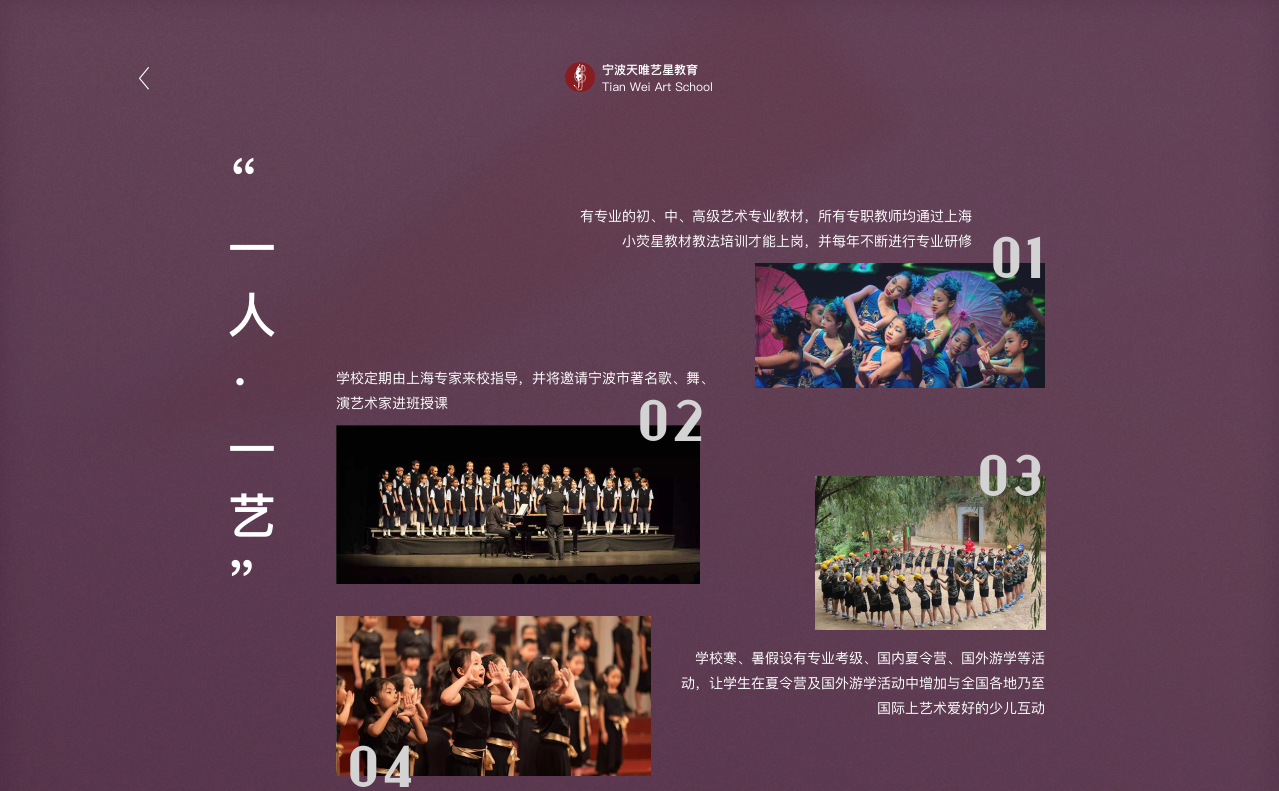 宁波天唯艺星教育
Tian Wei Art School
“一人·一艺”
有专业的初、中、高级艺术专业教材，所有专职教师均通过上海
小荧星教材教法培训才能上岗，并每年不断进行专业研修
01
学校定期由上海专家来校指导，并将邀请宁波市著名歌、舞、
演艺术家进班授课
02
03
学校寒、暑假设有专业考级、国内夏令营、国外游学等活
动，让学生在夏令营及国外游学活动中增加与全国各地乃至
国际上艺术爱好的少儿互动
04